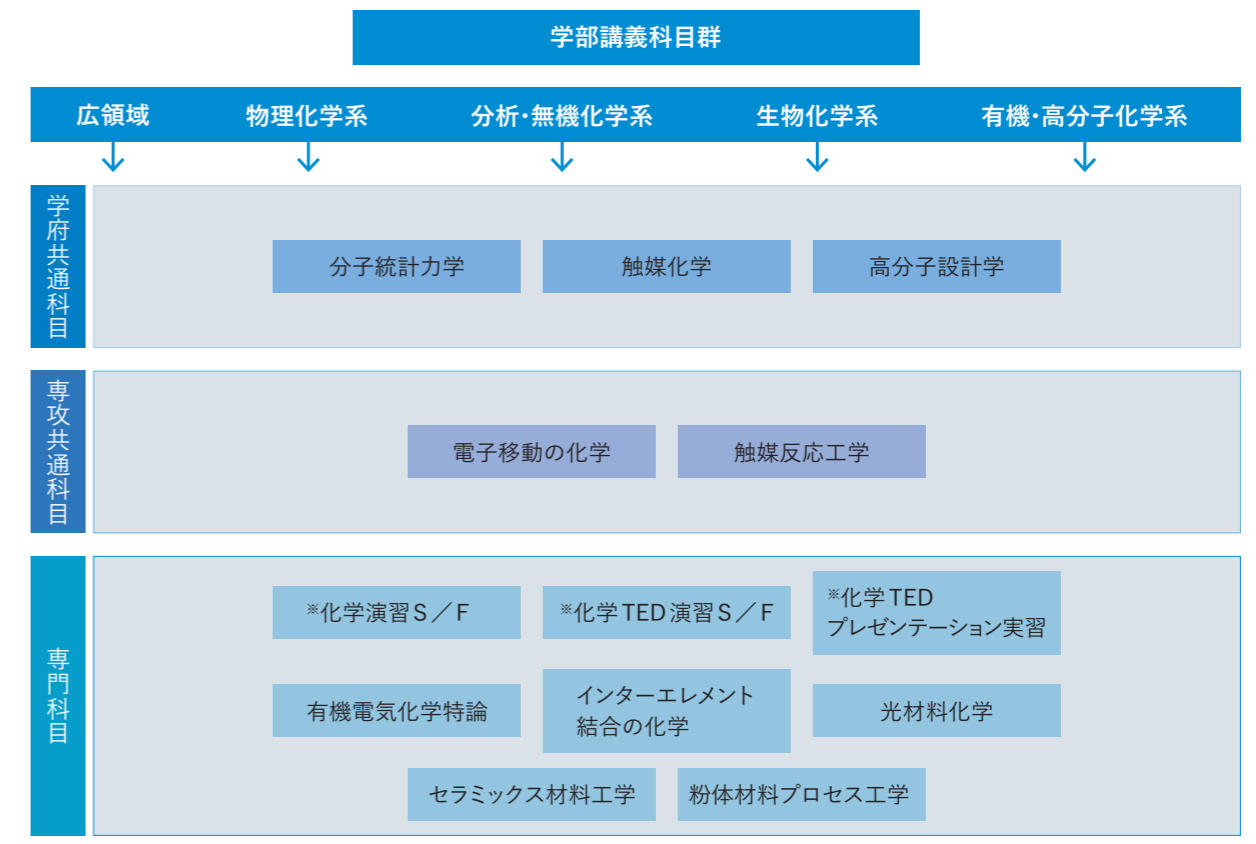 学部講義科目群
広領域
物理化学系
分析・無機化学系
生物化学系
有機・高分子化学系
学府共通科目
分子統計力学
触媒化学
高分子設計学
専攻共通科目
電子移動の化学
触媒反応工学
専門科目
※化学演習S／F
※化学TED演習S／F
※化学TED
プレゼンテーション実習
有機電気化学特論
インターエレメント
結合の化学
光材料化学
セラミックス材料工学
粉体材料プロセス工学